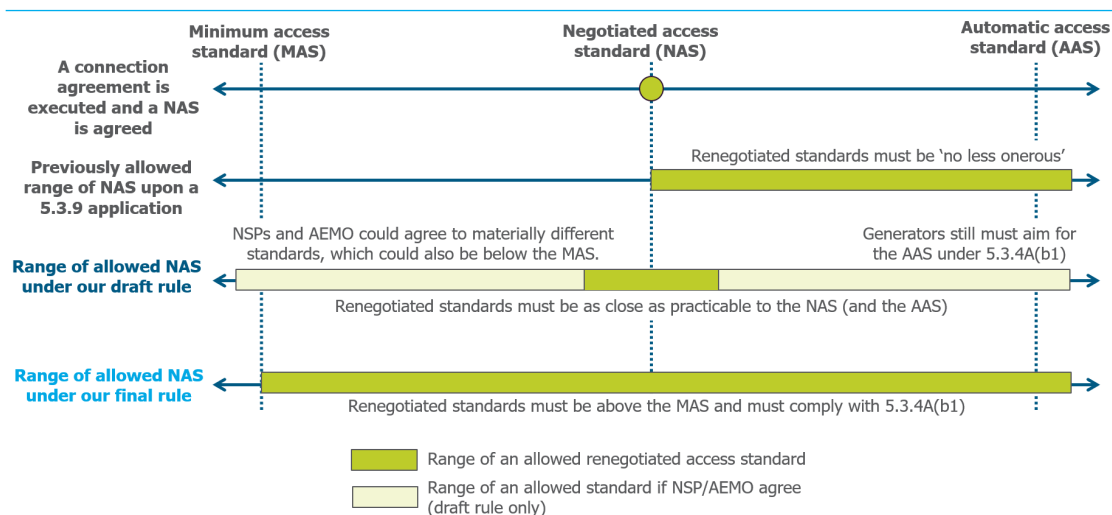 Minimum access
standard (MAS)
Negotiated access
standard (NAS)
Automatic access
standard (AAS)
A connection
agreement is
executed and a NAS
is agreed
Previously allowed
range of NAS upon a
5.3.9 application
Renegotiated standards must be ‘no less onerous’
NSPs and AEMO could agree to materially different
standards, which could also be below the MAS.
Generators still must aim for
the AAS under 5.3.4A(b1)
Range of allowed NAS
under our draft rule
Renegotiated standards must be as close as practicable to the NAS (and the AAS)
Range of allowed NAS
under our final rule
Renegotiated standards must be above the MAS and must comply with 5.3.4A(b1)
Range of an allowed renegotiated access standard
Range of an allowed standard if NSP/AEMO agree
(draft rule only)